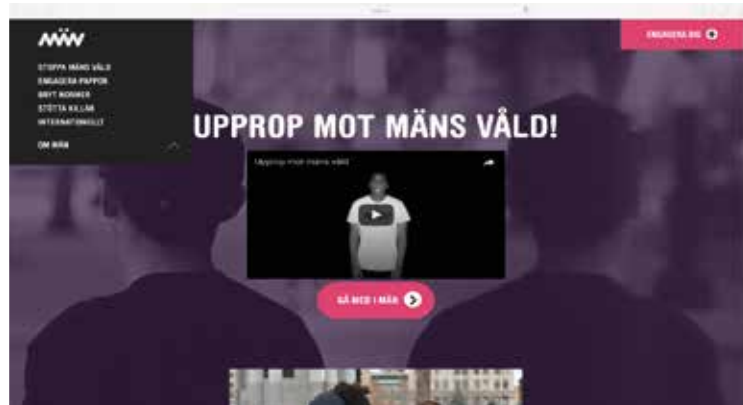 MÄN
STOPPA MÄNS VÅLD
ENGAGERA PAPPOR
BRYT NORMER
STÖTTA KILLAR
INTERNATIONELLT
OM MÄN
ENGAGERA DIG
UPPROP MOT MÄNS VÅLD!
Upprop mot mäns våld
GÅ MED I MÄN